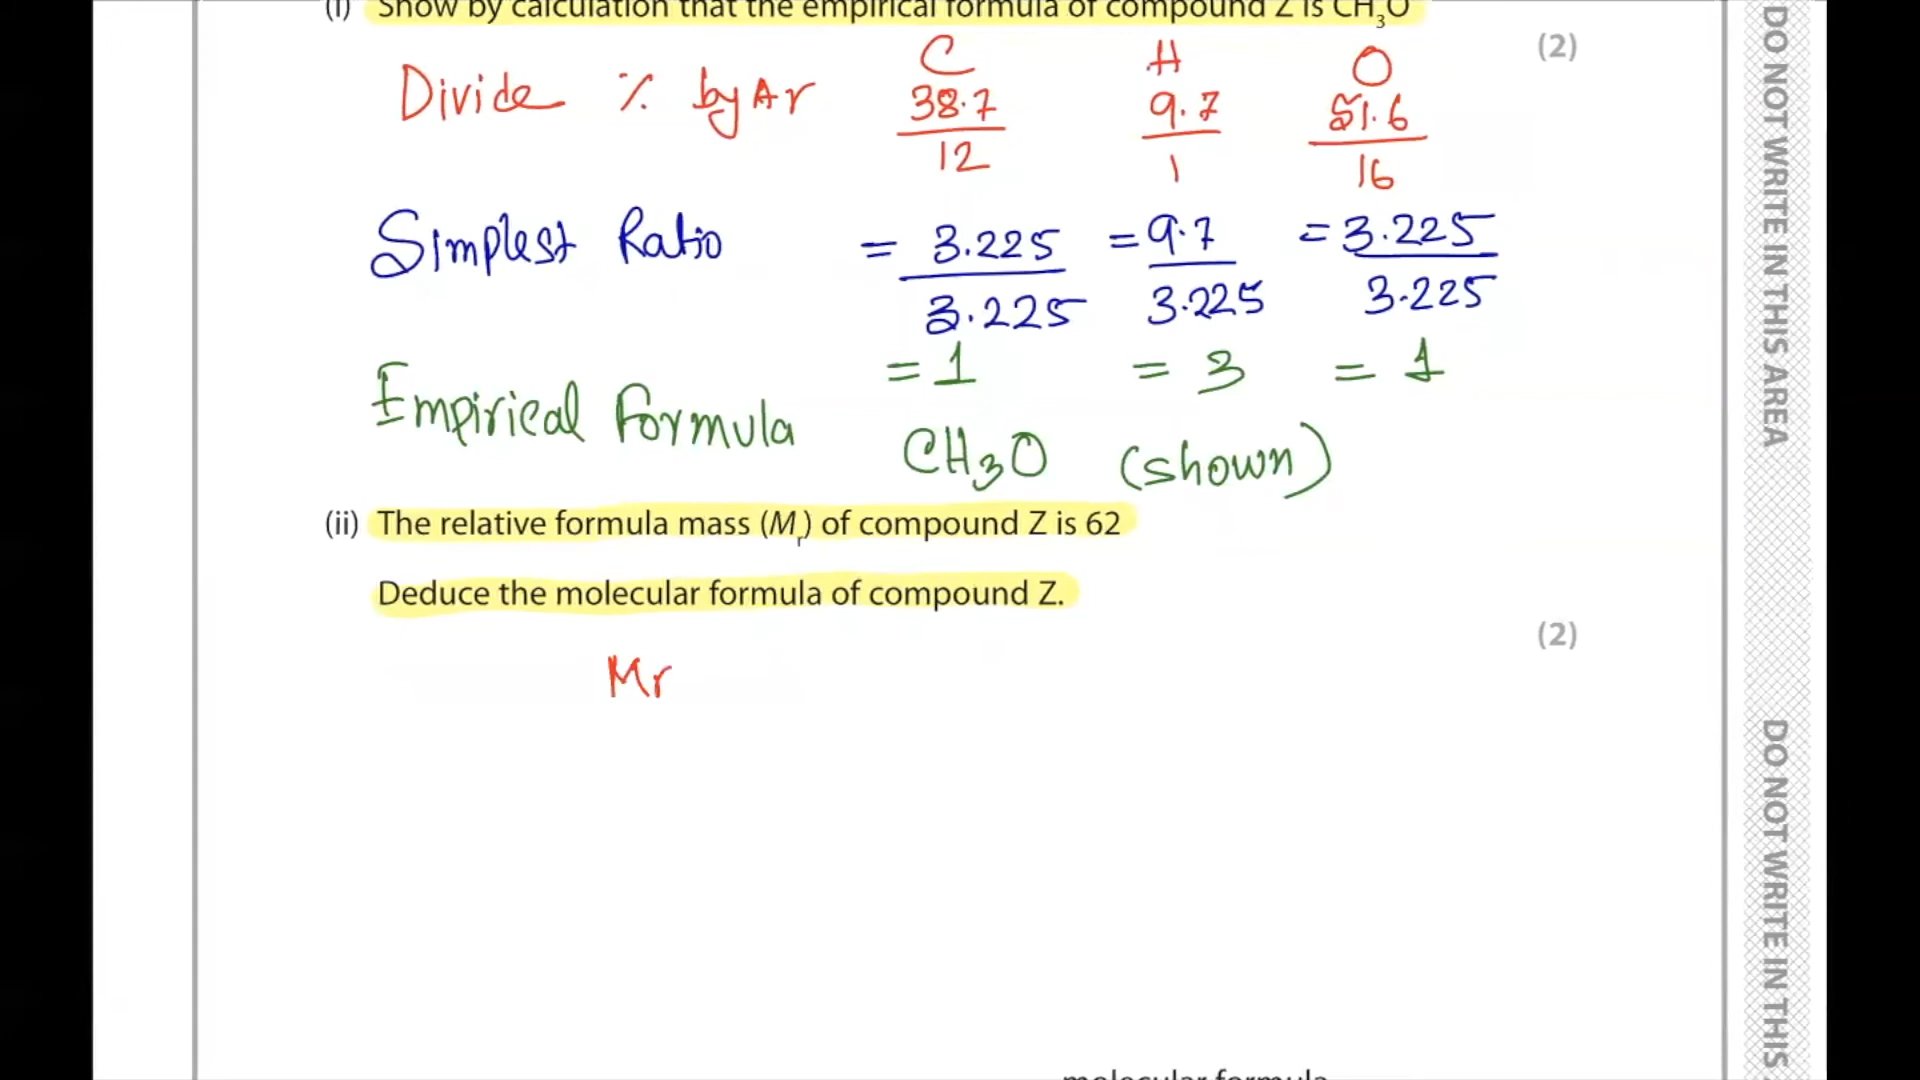 (i) Show by calculation that the empirical formula of compound Z is CH₃O
(2)
C H O
Divide % by Ar 38.7/12 9.7/1 51.6/16
Simplest Ratio = 3.225/3.225 = 9.7/3.225 = 3.225/3.225
= 1 = 3 = 1
Empirical Formula CH₃O (shown)
(ii) The relative formula mass (Mᵣ) of compound Z is 62
Deduce the molecular formula of compound Z.
(2)
Mr
molecular formula
DO NOT WRITE IN THIS AREA
DO NOT WRITE IN THIS